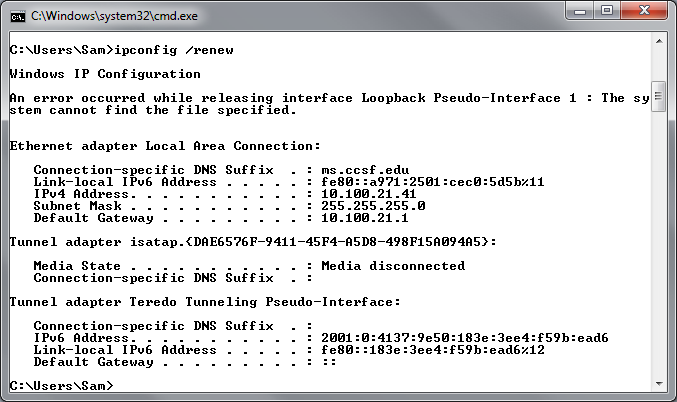 C:\Windows\system32\cmd.exe
C:\Users\Sam>ipconfig /renew
Windows IP Configuration
An error occurred while releasing interface Loopback Pseudo-Interface 1 : The sy
stem cannot find the file specified.
Ethernet adapter Local Area Connection:
Connection-specific DNS Suffix  . : ms.ccsf.edu
Link-local IPv6 Address . . . . . : fe80::a971:2501:cec0:5d5b%11
IPv4 Address. . . . . . . . . . . : 10.100.21.41
Subnet Mask . . . . . . . . . . . : 255.255.255.0
Default Gateway . . . . . . . . . : 10.100.21.1
Tunnel adapter isatap.{DAE6576F-9411-45F4-A5D8-498F15A094A5}:
Media State . . . . . . . . . . . : Media disconnected
Connection-specific DNS Suffix  . :
Tunnel adapter Teredo Tunneling Pseudo-Interface:
Connection-specific DNS Suffix  . :
IPv6 Address. . . . . . . . . . . : 2001:0:4137:9e50:183e:3ee4:f59b:ead6
Link-local IPv6 Address . . . . . : fe80::183e:3ee4:f59b:ead6%12
Default Gateway . . . . . . . . . : ::
C:\Users\Sam>